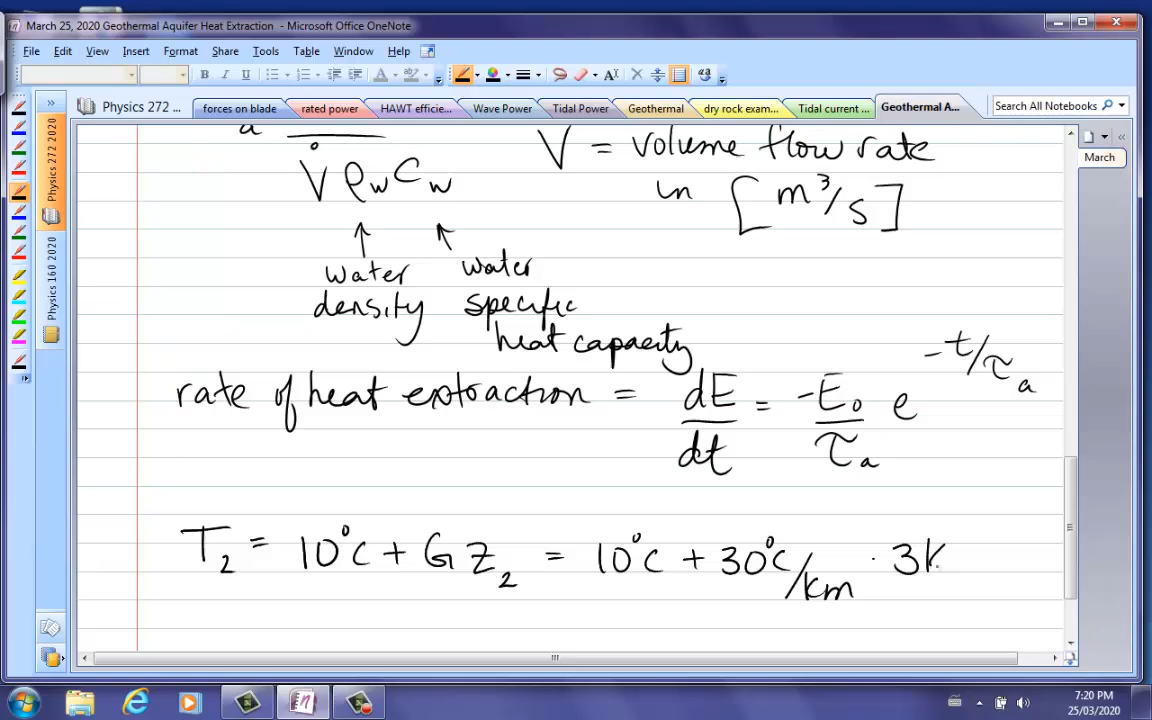 March 25, 2020 Geothermal Aquifer Heat Extraction - Microsoft Office OneNote
File Edit View Insert Format Share Tools Table Window Help
Physics 272 ... forces on blade rated power HAWT efficie... Wave Power Tidal Power Geothermal dry rock exam... Tidal current ... Geothermal A... Search All Notebooks
March
Physics 272 2020
Physics 160 2020
a
V̇ ρw Cw
V = volume flow rate
in [m³/s]
↑ ↑
water density
water specific heat capacity
rate of heat extraction = dE/dt = -E₀/τₐ e^(-t/τₐ)
T₂ = 10°C + G Z₂ = 10°C + 30°C/km · 3k
7:20 PM
25/03/2020